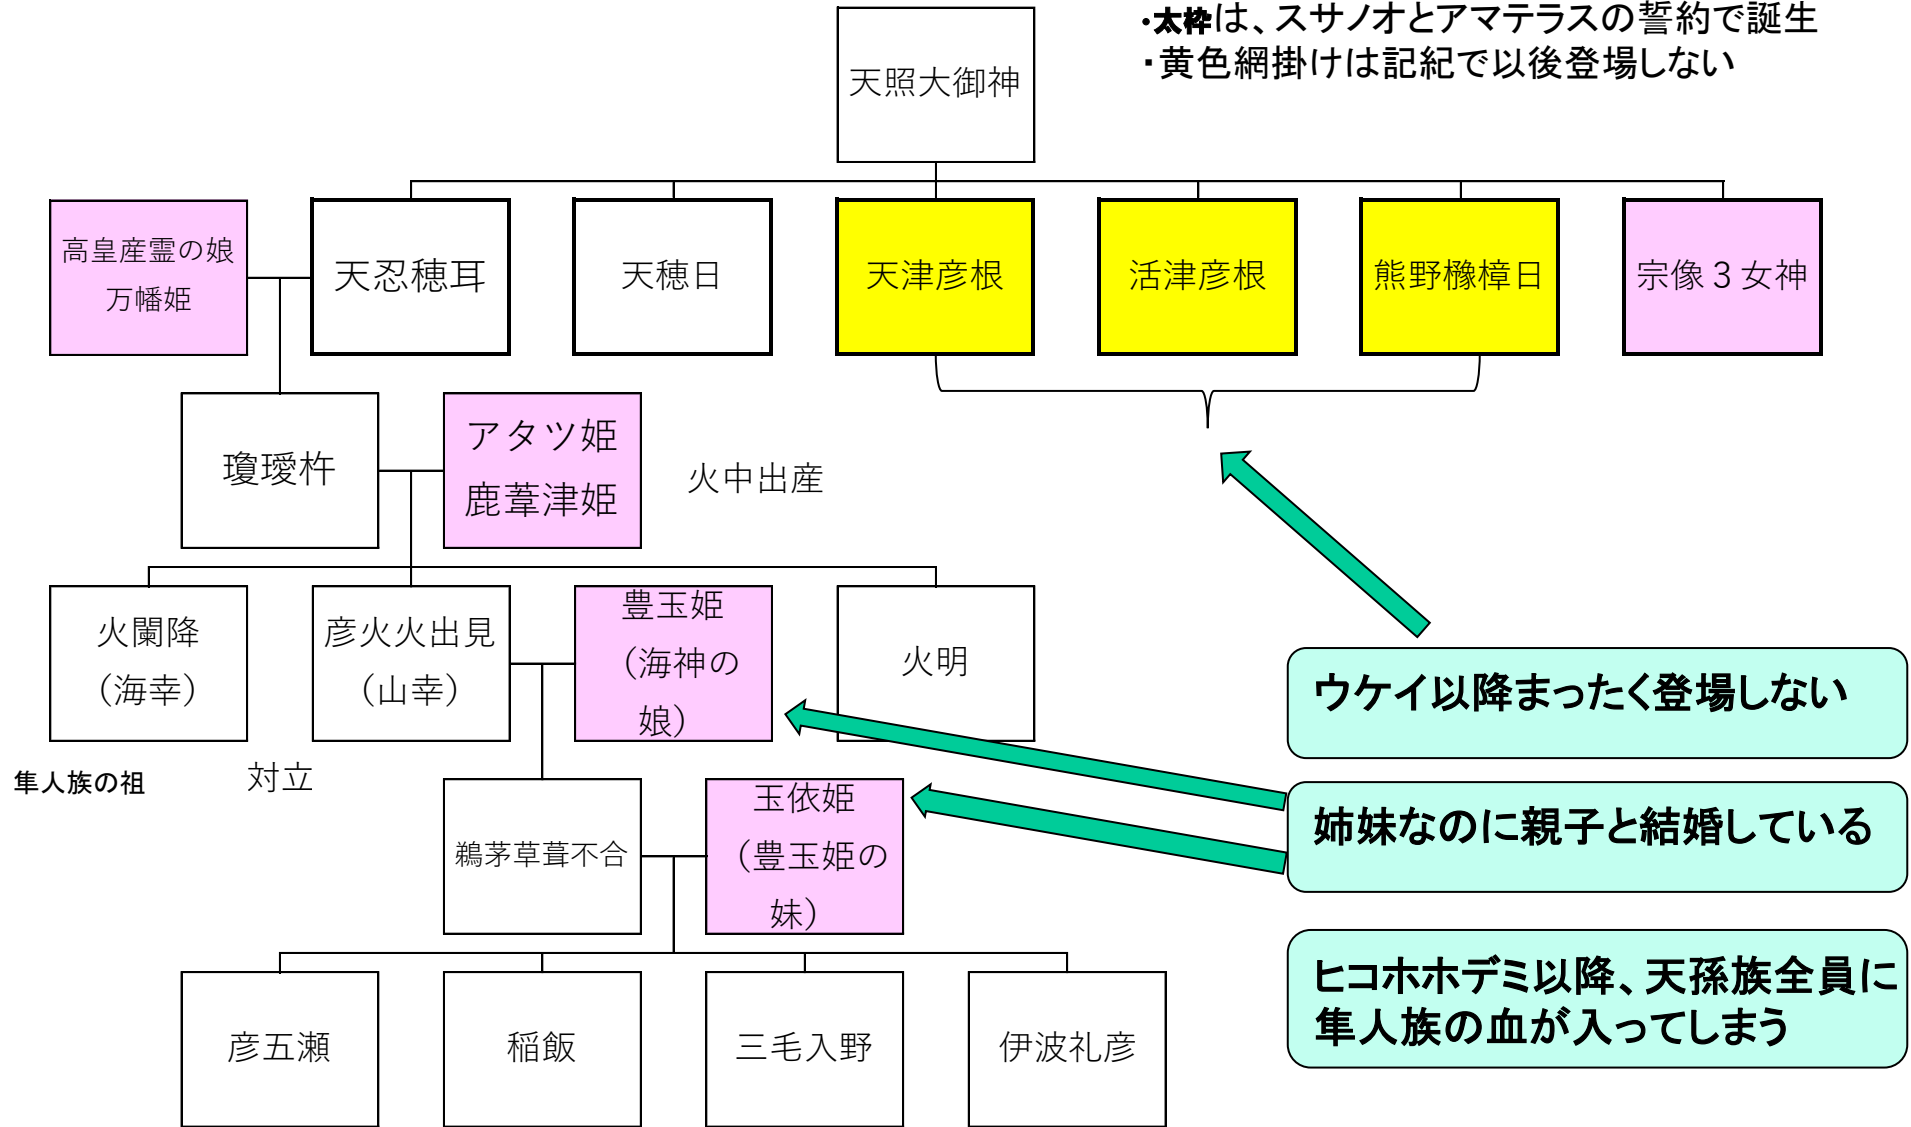 ・太枠は、スサノオとアマテラスの誓約で誕生
・黄色網掛けは記紀で以後登場しない
天照大御神
高皇産霊の娘
万幡姫
天忍穂耳
天穂日
天津彦根
活津彦根
熊野櫲樟日
宗像3女神
瓊瓊杵
アタツ姫
鹿葦津姫
火中出産
火闌降
（海幸）
彦火火出見
（山幸）
豊玉姫
（海神の
娘）
火明
ウケイ以降まったく登場しない
隼人族の祖
対立
鵜茅草葺不合
玉依姫
（豊玉姫の
妹）
姉妹なのに親子と結婚している
彦五瀬
稲飯
三毛入野
伊波礼彦
ヒコホホデミ以降、天孫族全員に
隼人族の血が入ってしまう